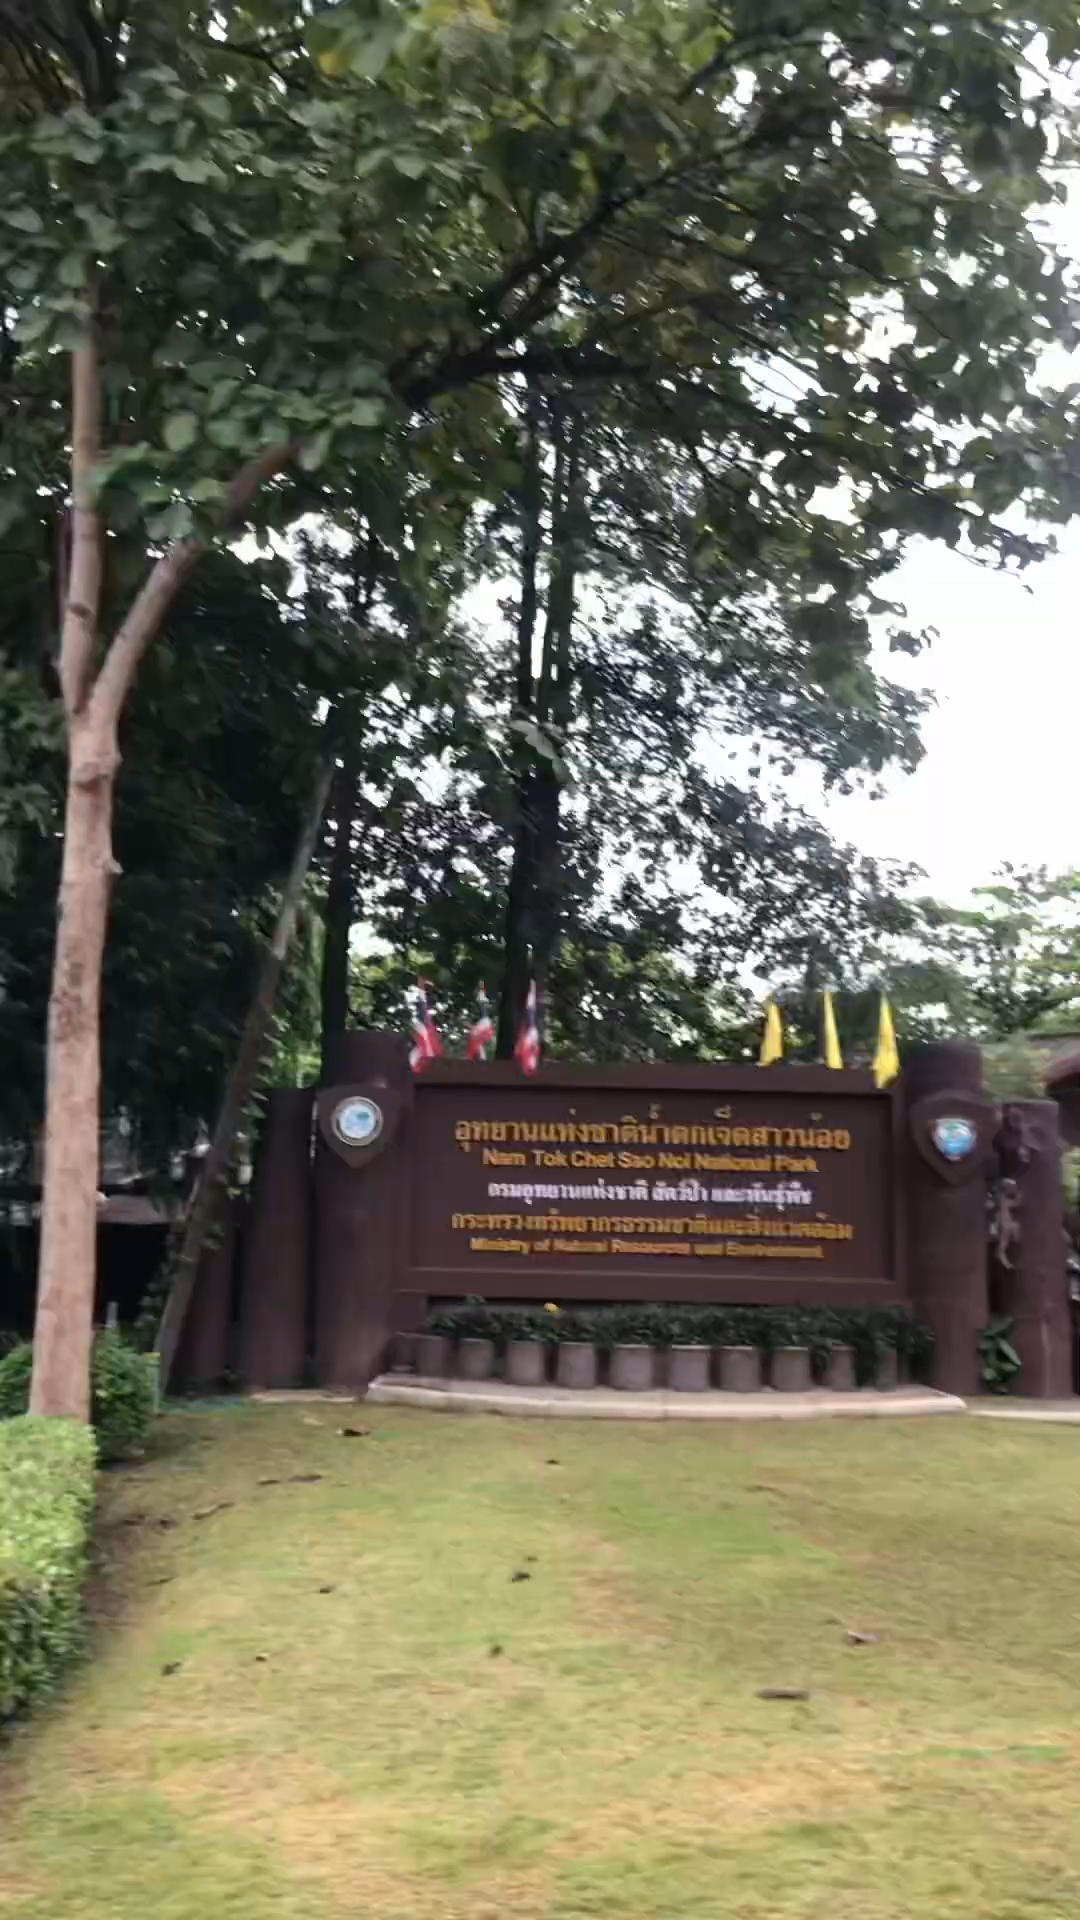 อุทยานแห่งชาติน้ำตกเจ็ดสาวน้อย
Nam Tok Chet Sao Noi National Park
กรมอุทยานแห่งชาติ สัตว์ป่า และพันธุ์พืช
กระทรวงทรัพยากรธรรมชาติและสิ่งแวดล้อม
Ministry of Natural Resources and Environment